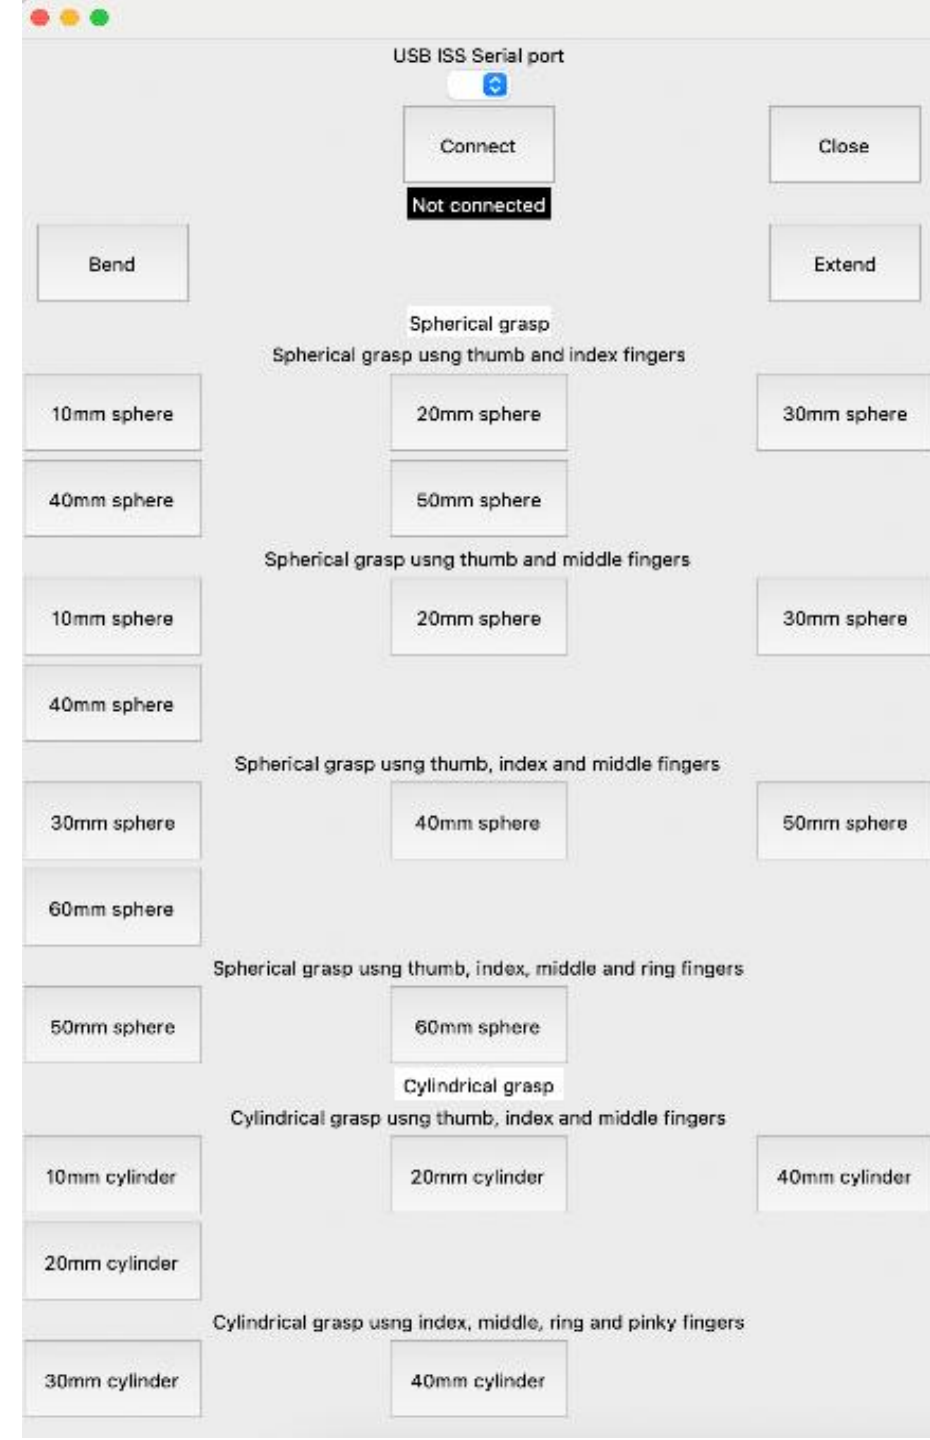 USB ISS Serial port
Connect Close
Not connected
Bend Extend
Spherical grasp
Spherical grasp usng thumb and index fingers
10mm sphere 20mm sphere 30mm sphere
40mm sphere 50mm sphere
Spherical grasp usng thumb and middle fingers
10mm sphere 20mm sphere 30mm sphere
40mm sphere
Spherical grasp usng thumb, index and middle fingers
30mm sphere 40mm sphere 50mm sphere
60mm sphere
Spherical grasp usng thumb, index, middle and ring fingers
50mm sphere 60mm sphere
Cylindrical grasp
Cylindrical grasp usng thumb, index and middle fingers
10mm cylinder 20mm cylinder 40mm cylinder
20mm cylinder
Cylindrical grasp usng index, middle, ring and pinky fingers
30mm cylinder 40mm cylinder